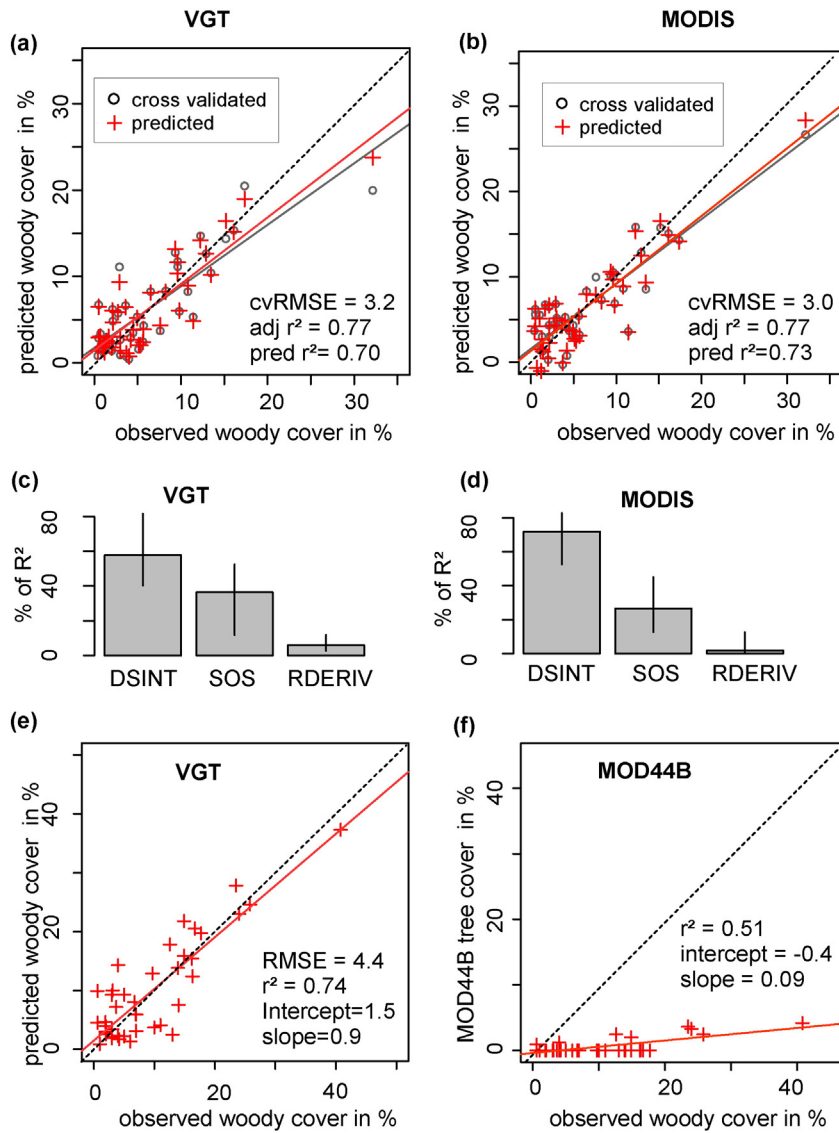 VGT
MODIS
(a)
(b)
cross validated
predicted
cross validated
predicted
predicted woody cover in %
0
10
20
30
predicted woody cover in %
0
10
20
30
cvRMSE = 3.2
adj r² = 0.77
pred r²= 0.70
cvRMSE = 3.0
adj r² = 0.77
pred r²=0.73
0
10
20
30
0
10
20
30
observed woody cover in %
observed woody cover in %
(c)
VGT
(d)
MODIS
% of R²
0
40
80
% of R²
0
40
80
DSINT
SOS
RDERIV
DSINT
SOS
RDERIV
(e)
VGT
(f)
MOD44B
predicted woody cover in %
0
20
40
MOD44B tree cover in %
0
20
40
RMSE = 4.4
r² = 0.74
Intercept=1.5
slope=0.9
r² = 0.51
intercept = -0.4
slope = 0.09
0
20
40
0
20
40
observed woody cover in %
observed woody cover in %